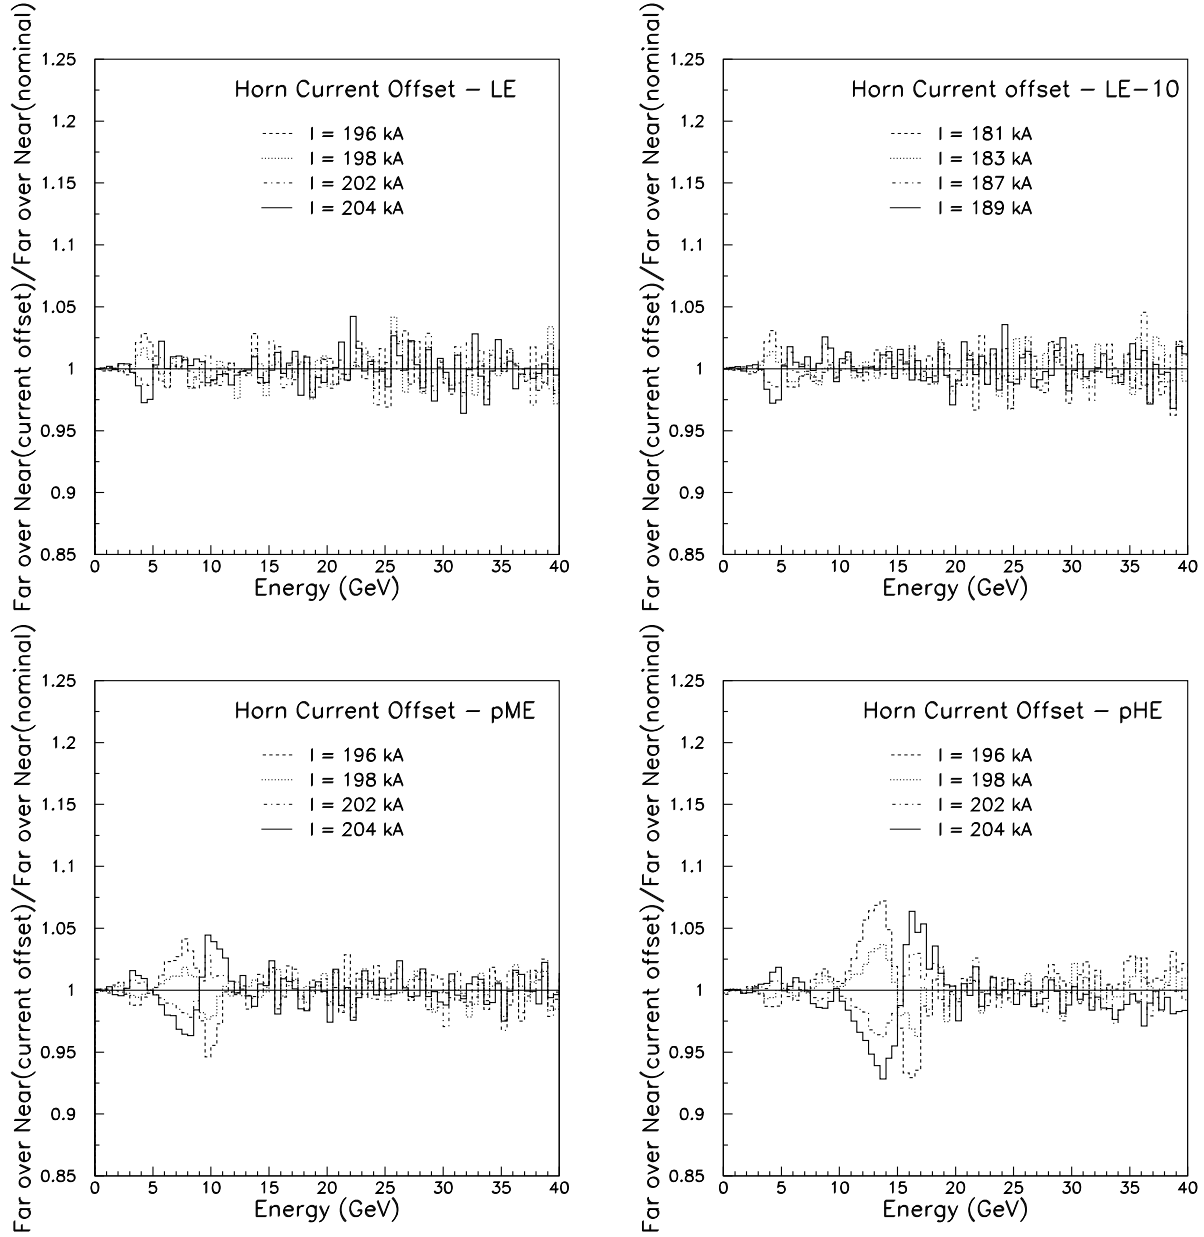 Far over Near(current offset)/Far over Near(nominal)
1.25
1.2
1.15
1.1
1.05
1
0.95
0.9
0.85
Horn Current Offset – LE
I = 196 kA
I = 198 kA
I = 202 kA
I = 204 kA
0 5 10 15 20 25 30 35 40
Energy (GeV)
Far over Near(current offset)/Far over Near(nominal)
1.25
1.2
1.15
1.1
1.05
1
0.95
0.9
0.85
Horn Current offset – LE–10
I = 181 kA
I = 183 kA
I = 187 kA
I = 189 kA
0 5 10 15 20 25 30 35 40
Energy (GeV)
Far over Near(current offset)/Far over Near(nominal)
1.25
1.2
1.15
1.1
1.05
1
0.95
0.9
0.85
Horn Current Offset – pME
I = 196 kA
I = 198 kA
I = 202 kA
I = 204 kA
0 5 10 15 20 25 30 35 40
Energy (GeV)
Far over Near(current offset)/Far over Near(nominal)
1.25
1.2
1.15
1.1
1.05
1
0.95
0.9
0.85
Horn Current Offset – pHE
I = 196 kA
I = 198 kA
I = 202 kA
I = 204 kA
0 5 10 15 20 25 30 35 40
Energy (GeV)